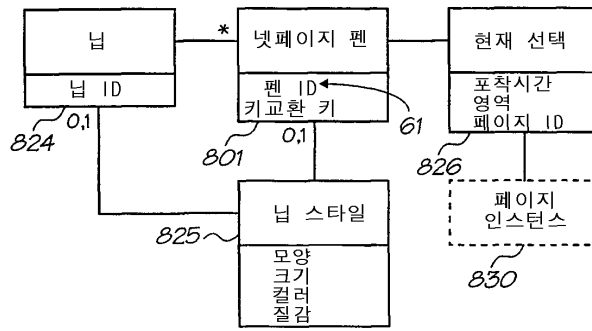 닙
*
넷페이지 펜
현재 선택
닙 ID
펜 ID
키교환 키
61
포착시간
영역
페이지 ID
824
0,1
801
0,1
826
닙 스타일
825
모양
크기
컬러
질감
페이지
인스턴스
830